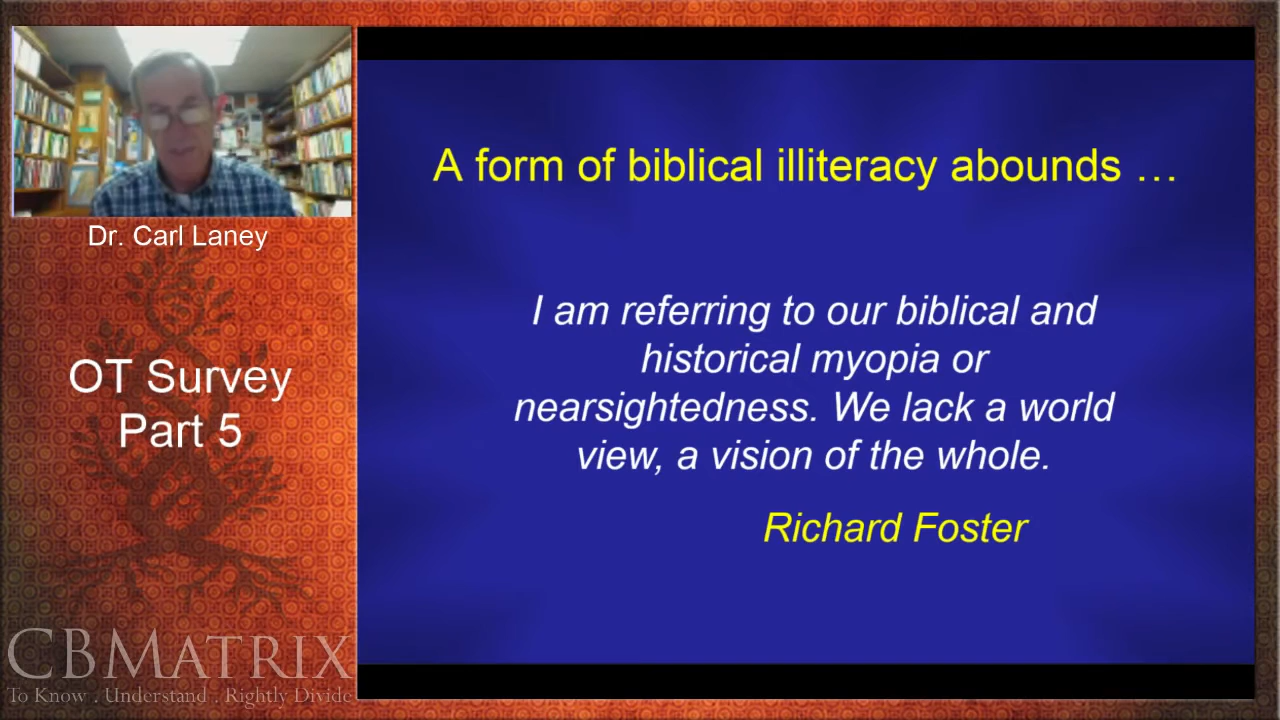 Dr. Carl Laney
OT Survey
Part 5
CBMATRIX
To Know . Understand . Rightly Divide
A form of biblical illiteracy abounds …
I am referring to our biblical and
historical myopia or
nearsightedness. We lack a world
view, a vision of the whole.
Richard Foster